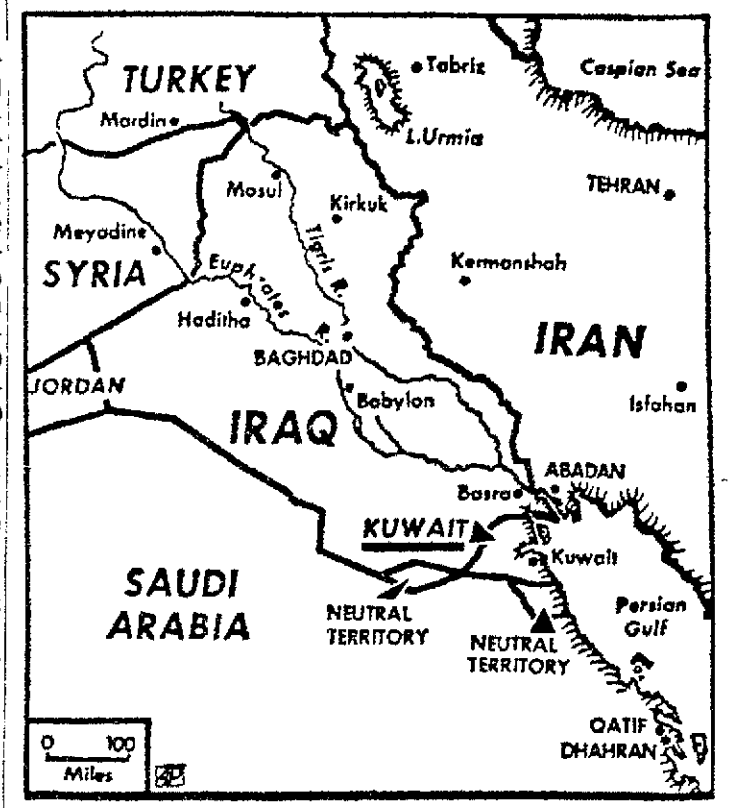 TURKEY
Tabriz
Caspian Sea
Mardin
L.Urmia
TEHRAN
Mosul
Kirkuk
Tigris R.
Meyadine
SYRIA
Euphrates R.
Kermanshah
Haditha
IRAN
BAGHDAD
JORDAN
Babylon
Isfahan
IRAQ
ABADAN
Basra
KUWAIT
Kuwait
SAUDI
ARABIA
NEUTRAL
TERRITORY
Persian
Gulf
NEUTRAL
TERRITORY
QATIF
DHAHRAN
0 100
Miles